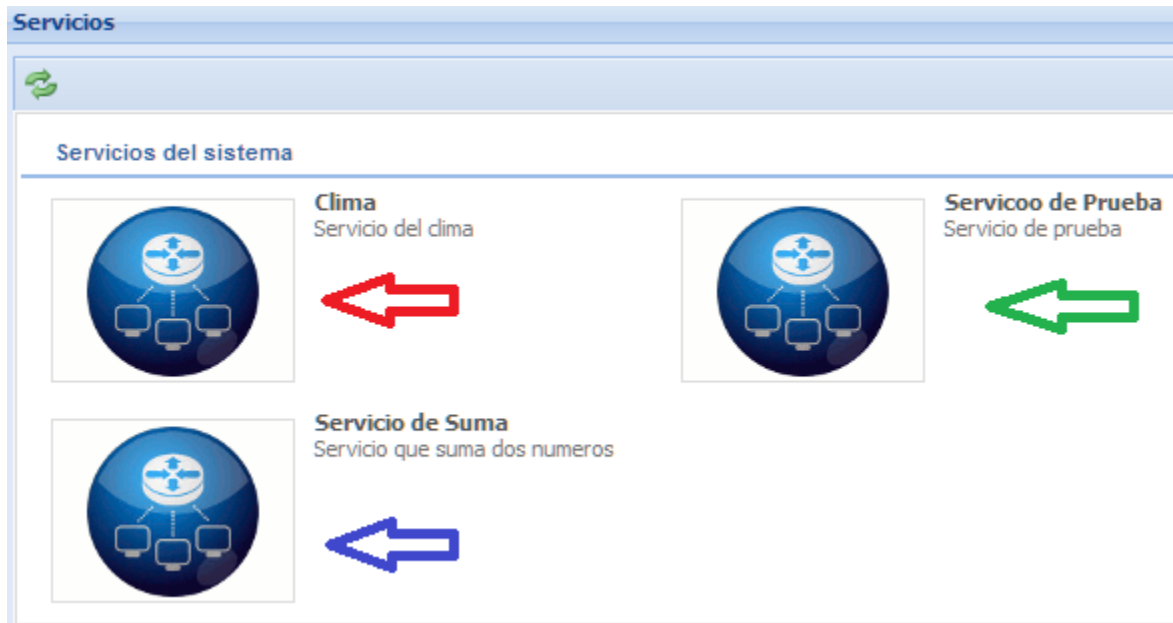 Servicios
Servicios del sistema
Clima
Servicio del clima
Servicoo de Prueba
Servicio de prueba
Servicio de Suma
Servicio que suma dos numeros